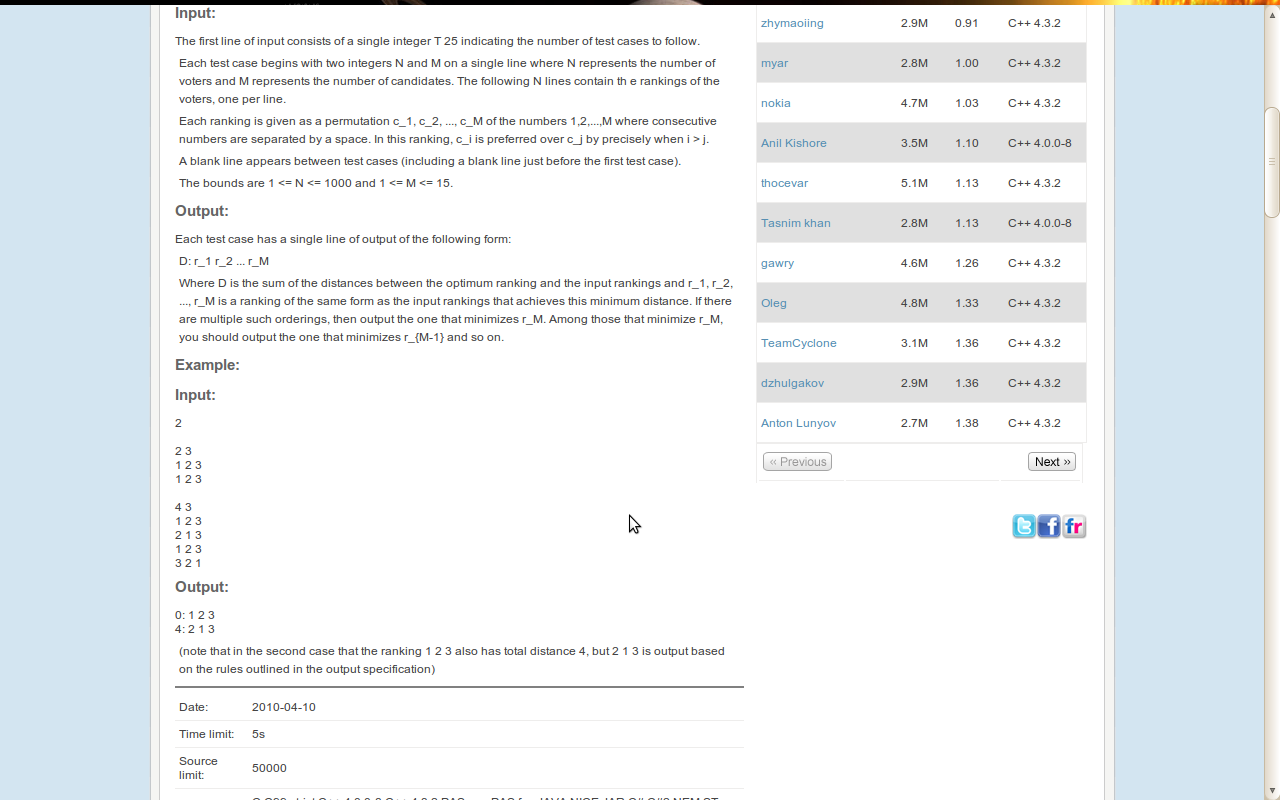 Input:
The first line of input consists of a single integer T 25 indicating the number of test cases to follow.
Each test case begins with two integers N and M on a single line where N represents the number of
voters and M represents the number of candidates. The following N lines contain th e rankings of the
voters, one per line.
Each ranking is given as a permutation c_1, c_2, ..., c_M of the numbers 1,2,...,M where consecutive
numbers are separated by a space. In this ranking, c_i is preferred over c_j by precisely when i > j.
A blank line appears between test cases (including a blank line just before the first test case).
The bounds are 1 <= N <= 1000 and 1 <= M <= 15.
Output:
Each test case has a single line of output of the following form:
D: r_1 r_2 ... r_M
Where D is the sum of the distances between the optimum ranking and the input rankings and r_1, r_2,
..., r_M is a ranking of the same form as the input rankings that achieves this minimum distance. If there
are multiple such orderings, then output the one that minimizes r_M. Among those that minimize r_M,
you should output the one that minimizes r_{M-1} and so on.
Example:
Input:
2
2 3
1 2 3
1 2 3
4 3
1 2 3
2 1 3
1 2 3
3 2 1
Output:
0: 1 2 3
4: 2 1 3
(note that in the second case that the ranking 1 2 3 also has total distance 4, but 2 1 3 is output based
on the rules outlined in the output specification)
Date: 2010-04-10
Time limit: 5s
Source
limit: 50000
zhymaoiing 2.9M 0.91 C++ 4.3.2
myar 2.8M 1.00 C++ 4.3.2
nokia 4.7M 1.03 C++ 4.3.2
Anil Kishore 3.5M 1.10 C++ 4.0.0-8
thocevar 5.1M 1.13 C++ 4.3.2
Tasnim khan 2.8M 1.13 C++ 4.0.0-8
gawry 4.6M 1.26 C++ 4.3.2
Oleg 4.8M 1.33 C++ 4.3.2
TeamCyclone 3.1M 1.36 C++ 4.3.2
dzhulgakov 2.9M 1.36 C++ 4.3.2
Anton Lunyov 2.7M 1.38 C++ 4.3.2
‹‹ Previous Next ››
t f fr